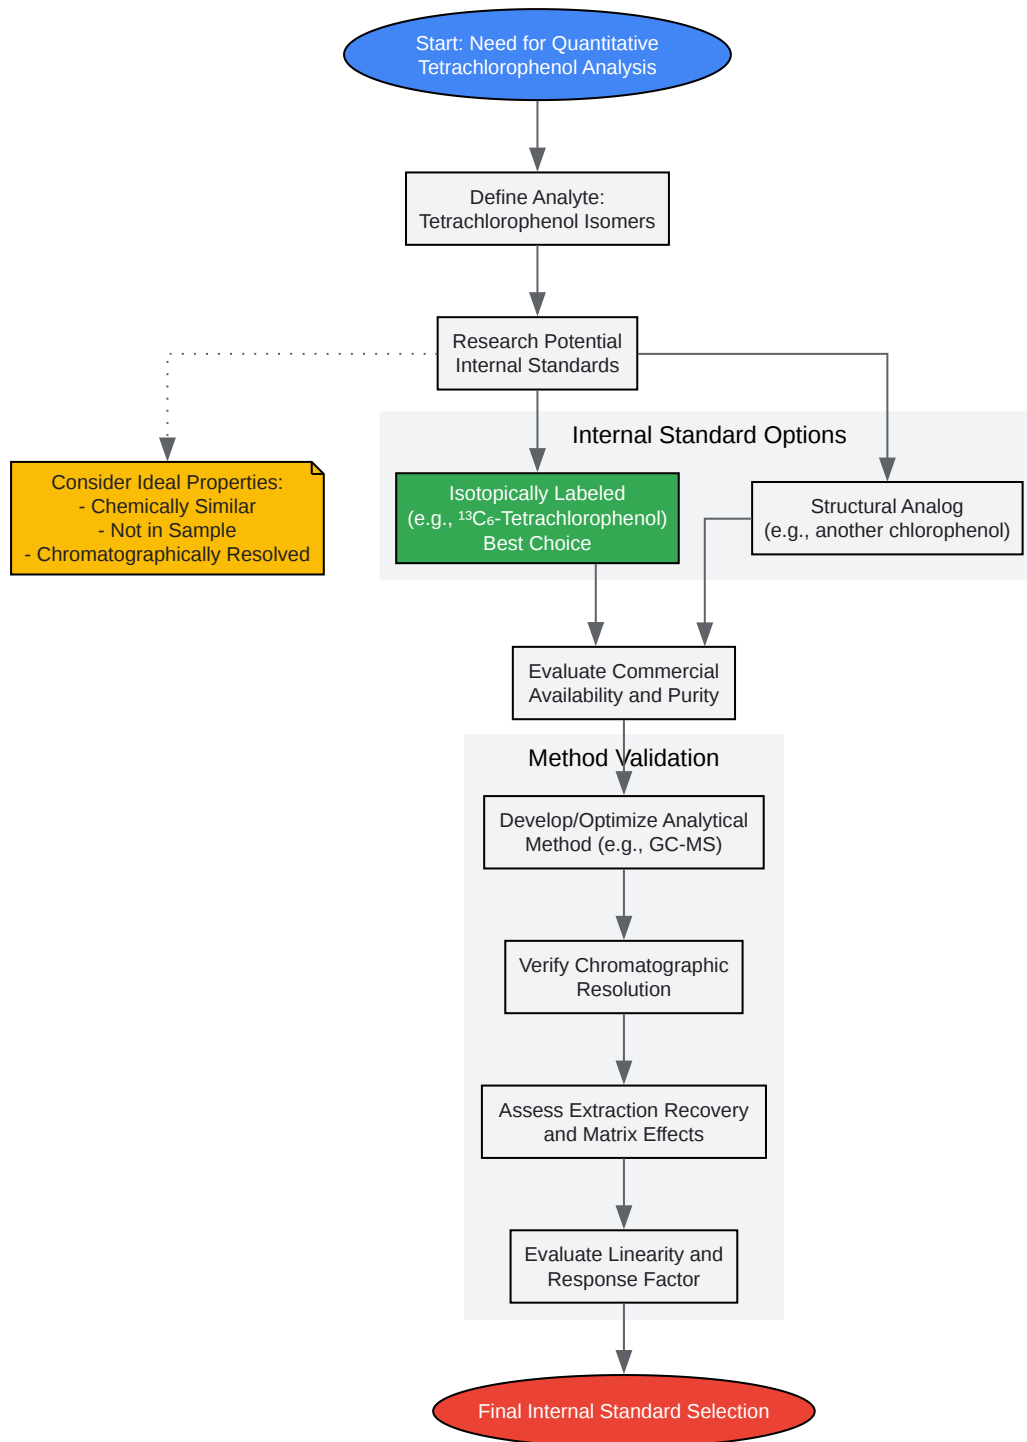 Start: Need for Quantitative
Tetrachlorophenol Analysis
Define Analyte:
Tetrachlorophenol Isomers
Research Potential
Internal Standards
Internal Standard Options
Consider Ideal Properties:
- Chemically Similar
- Not in Sample
- Chromatographically Resolved
Isotopically Labeled
(e.g., ¹³C₆-Tetrachlorophenol)
Best Choice
Structural Analog
(e.g., another chlorophenol)
Evaluate Commercial
Availability and Purity
Method Validation
Develop/Optimize Analytical
Method (e.g., GC-MS)
Verify Chromatographic
Resolution
Assess Extraction Recovery
and Matrix Effects
Evaluate Linearity and
Response Factor
Final Internal Standard Selection